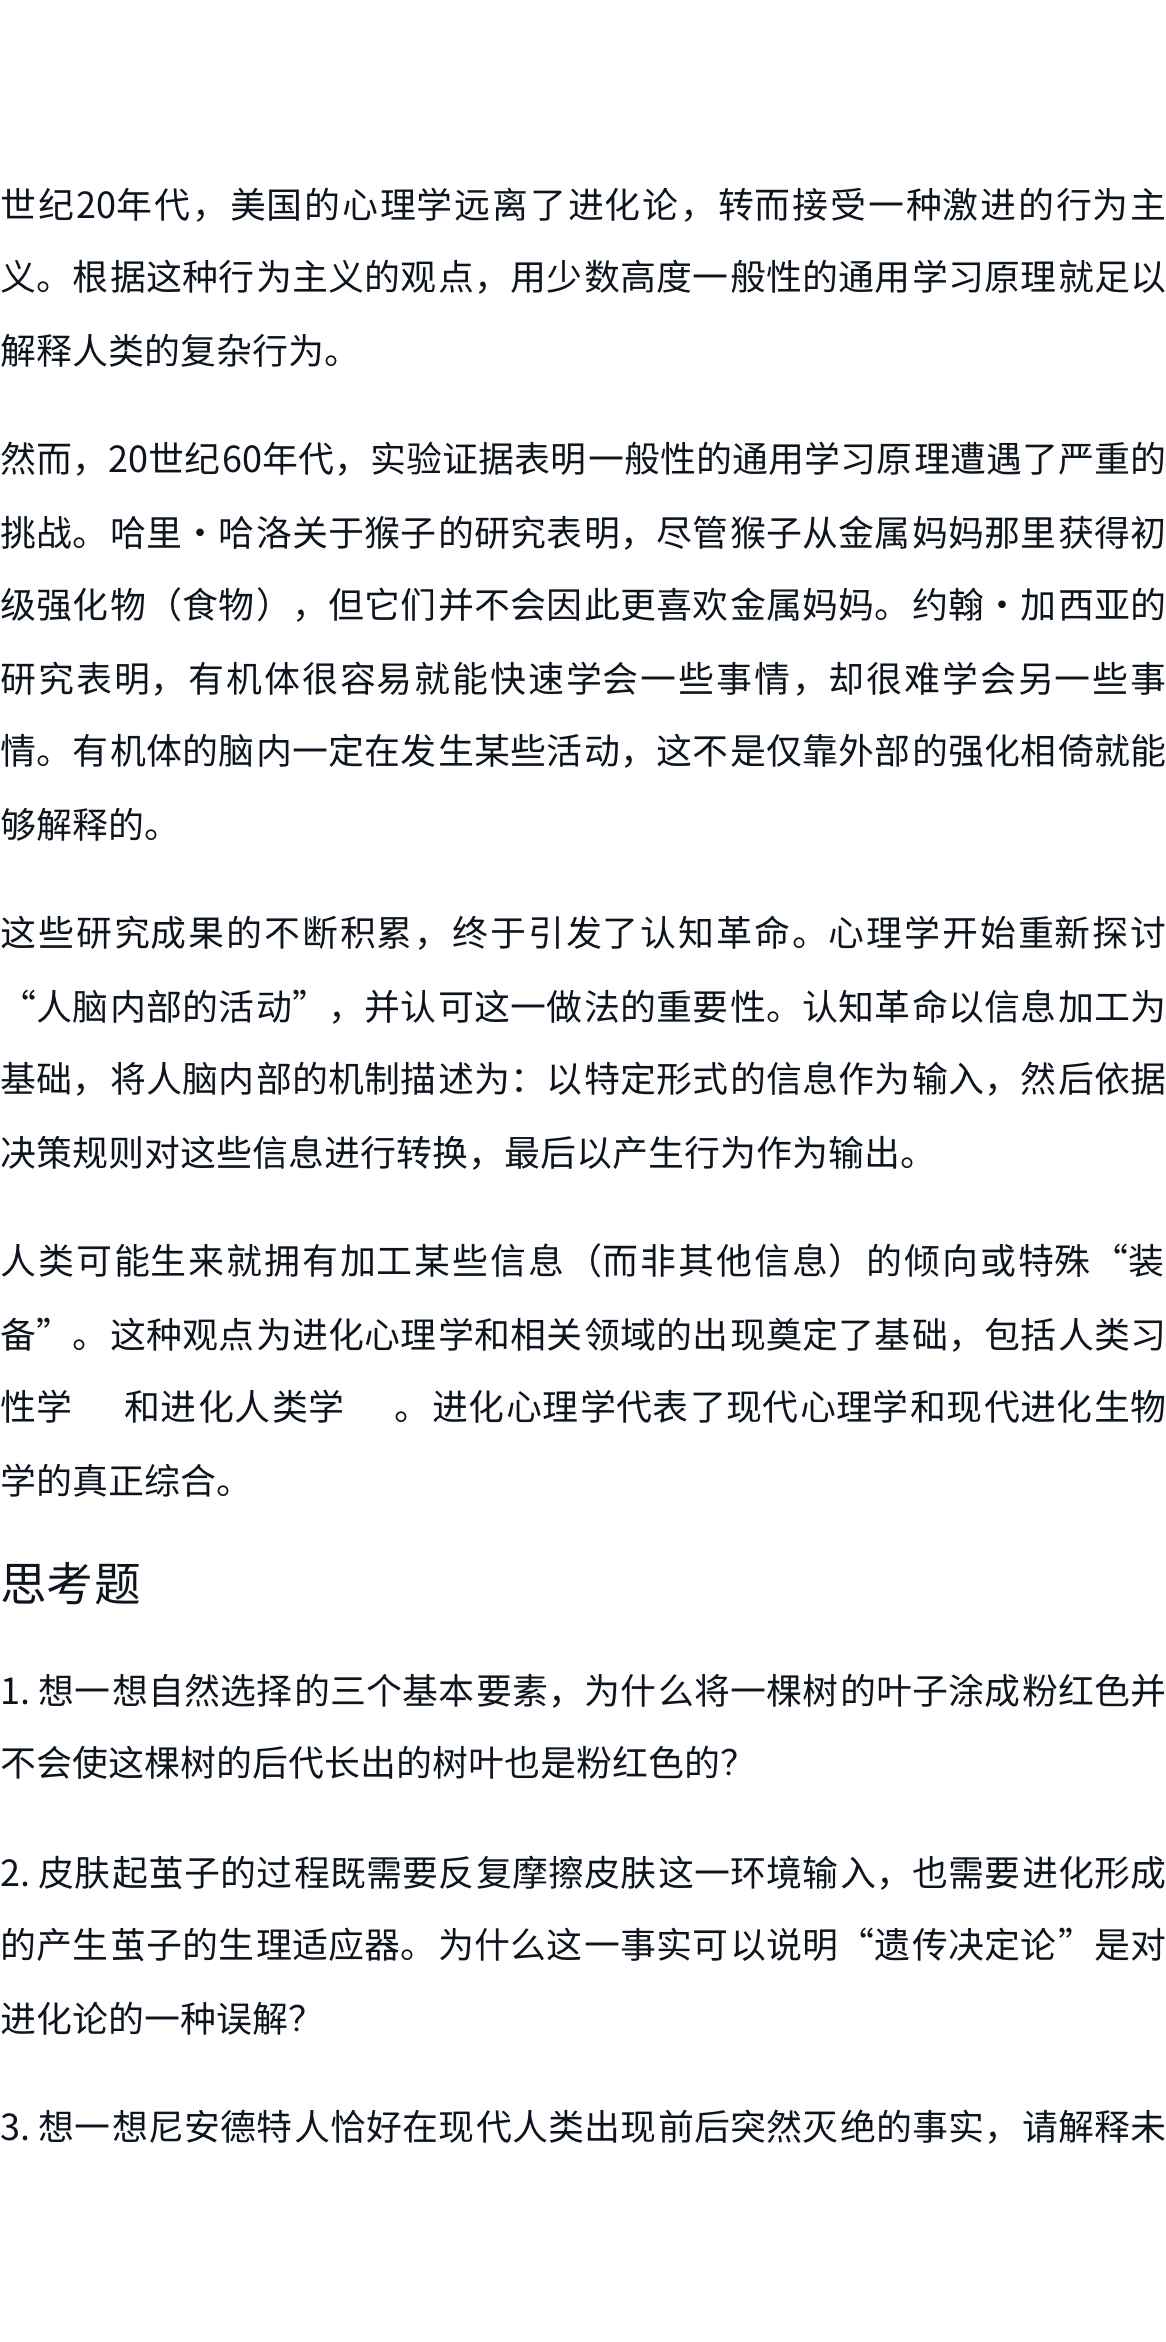 世纪20年代，美国的心理学远离了进化论，转而接受一种激进的行为主
义。根据这种行为主义的观点，用少数高度一般性的通用学习原理就足以
解释人类的复杂行为。
然而，20世纪60年代，实验证据表明一般性的通用学习原理遭遇了严重的
挑战。哈里·哈洛关于猴子的研究表明，尽管猴子从金属妈妈那里获得初
级强化物（食物），但它们并不会因此更喜欢金属妈妈。约翰·加西亚的
研究表明，有机体很容易就能快速学会一些事情，却很难学会另一些事
情。有机体的脑内一定在发生某些活动，这不是仅靠外部的强化相倚就能
够解释的。
这些研究成果的不断积累，终于引发了认知革命。心理学开始重新探讨
“人脑内部的活动”，并认可这一做法的重要性。认知革命以信息加工为
基础，将人脑内部的机制描述为：以特定形式的信息作为输入，然后依据
决策规则对这些信息进行转换，最后以产生行为作为输出。
人类可能生来就拥有加工某些信息（而非其他信息）的倾向或特殊“装
备”。这种观点为进化心理学和相关领域的出现奠定了基础，包括人类习
性学 和进化人类学 。进化心理学代表了现代心理学和现代进化生物
学的真正综合。
思考题
1. 想一想自然选择的三个基本要素，为什么将一棵树的叶子涂成粉红色并
不会使这棵树的后代长出的树叶也是粉红色的？
2. 皮肤起茧子的过程既需要反复摩擦皮肤这一环境输入，也需要进化形成
的产生茧子的生理适应器。为什么这一事实可以说明“遗传决定论”是对
进化论的一种误解？
3. 想一想尼安德特人恰好在现代人类出现前后突然灭绝的事实，请解释未